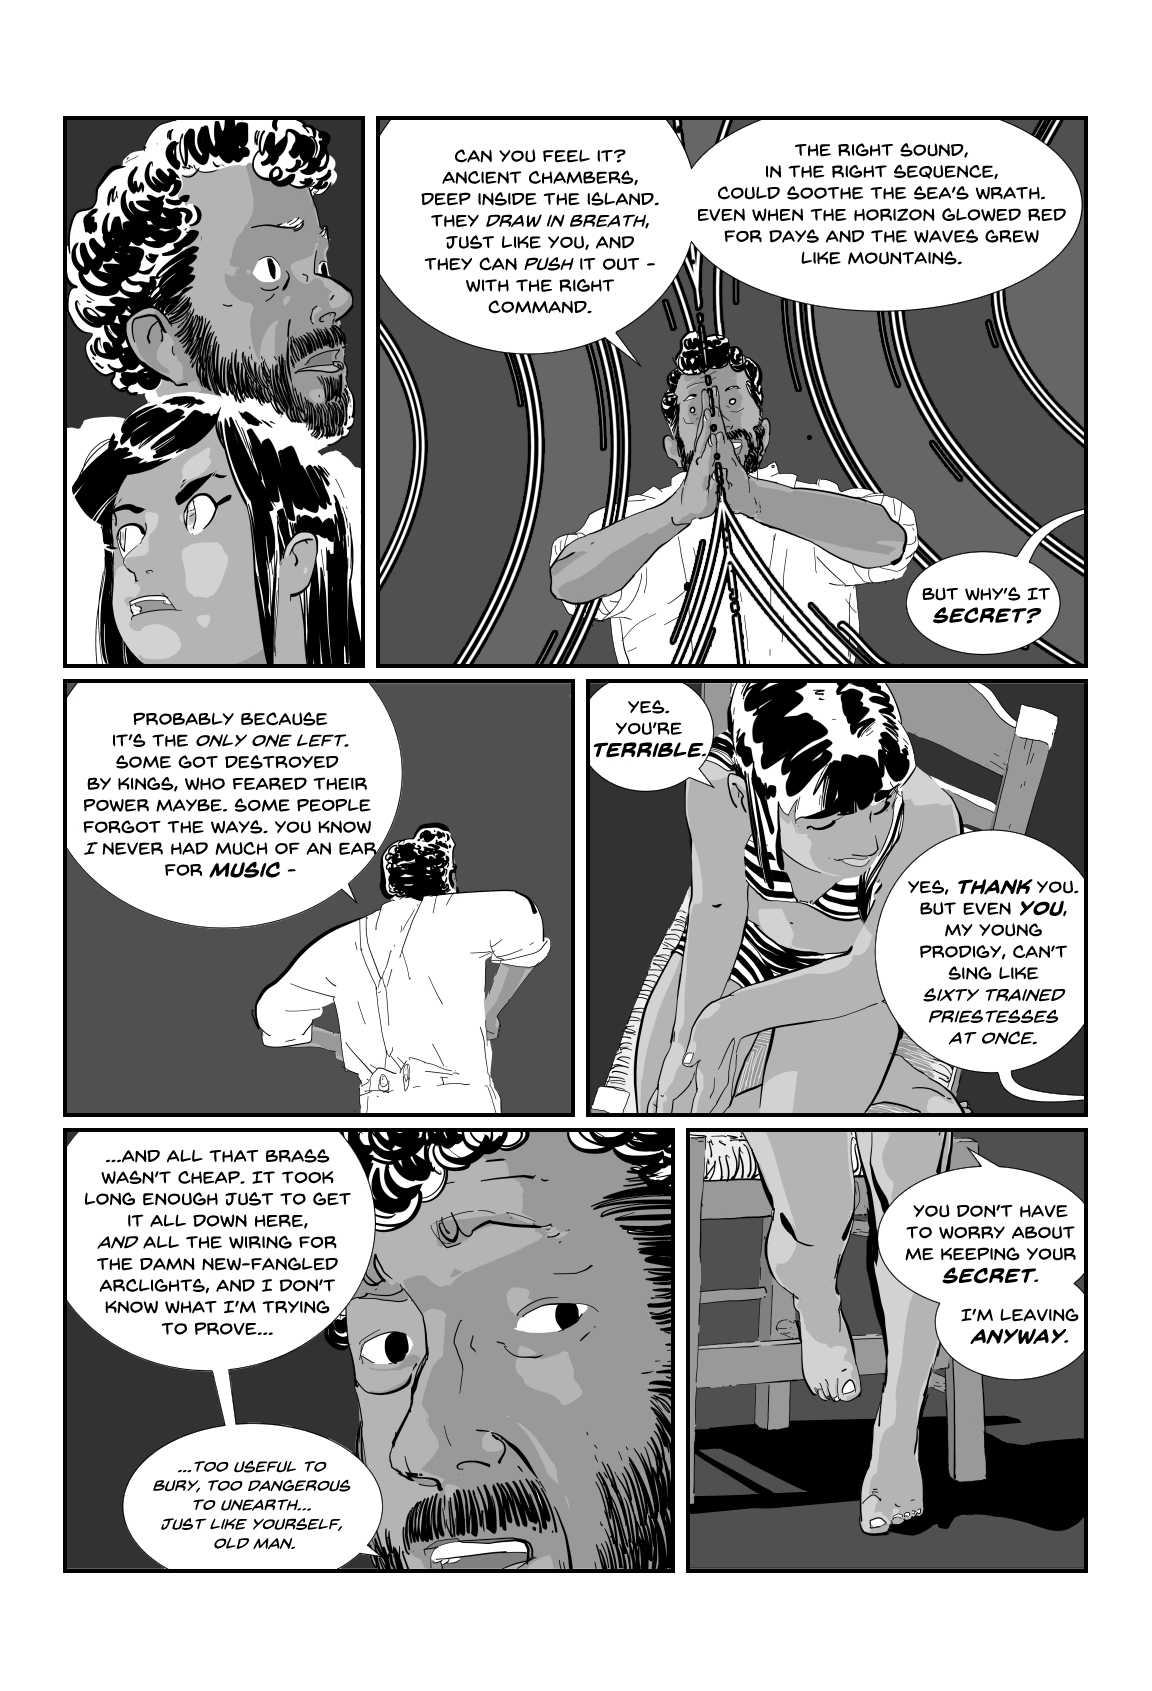 CAN YOU FEEL IT?
ANCIENT CHAMBERS,
DEEP INSIDE THE ISLAND.
THEY DRAW IN BREATH,
JUST LIKE YOU, AND
THEY CAN PUSH IT OUT -
WITH THE RIGHT
COMMAND.
THE RIGHT SOUND,
IN THE RIGHT SEQUENCE,
COULD SOOTHE THE SEA'S WRATH.
EVEN WHEN THE HORIZON GLOWED RED
FOR DAYS AND THE WAVES GREW
LIKE MOUNTAINS.
BUT WHY'S IT
SECRET?
PROBABLY BECAUSE
IT'S THE ONLY ONE LEFT.
SOME GOT DESTROYED
BY KINGS, WHO FEARED THEIR
POWER MAYBE. SOME PEOPLE
FORGOT THE WAYS. YOU KNOW
I NEVER HAD MUCH OF AN EAR
FOR MUSIC -
YES.
YOU'RE
TERRIBLE.
YES, THANK YOU.
BUT EVEN YOU,
MY YOUNG
PRODIGY, CAN'T
SING LIKE
SIXTY TRAINED
PRIESTESSES
AT ONCE.
...AND ALL THAT BRASS
WASN'T CHEAP. IT TOOK
LONG ENOUGH JUST TO GET
IT ALL DOWN HERE,
AND ALL THE WIRING FOR
THE DAMN NEW-FANGLED
ARCLIGHTS, AND I DON'T
KNOW WHAT I'M TRYING
TO PROVE...
...TOO USEFUL TO
BURY, TOO DANGEROUS
TO UNEARTH...
JUST LIKE YOURSELF,
OLD MAN.
YOU DON'T HAVE
TO WORRY ABOUT
ME KEEPING YOUR
SECRET.
I'M LEAVING
ANYWAY.